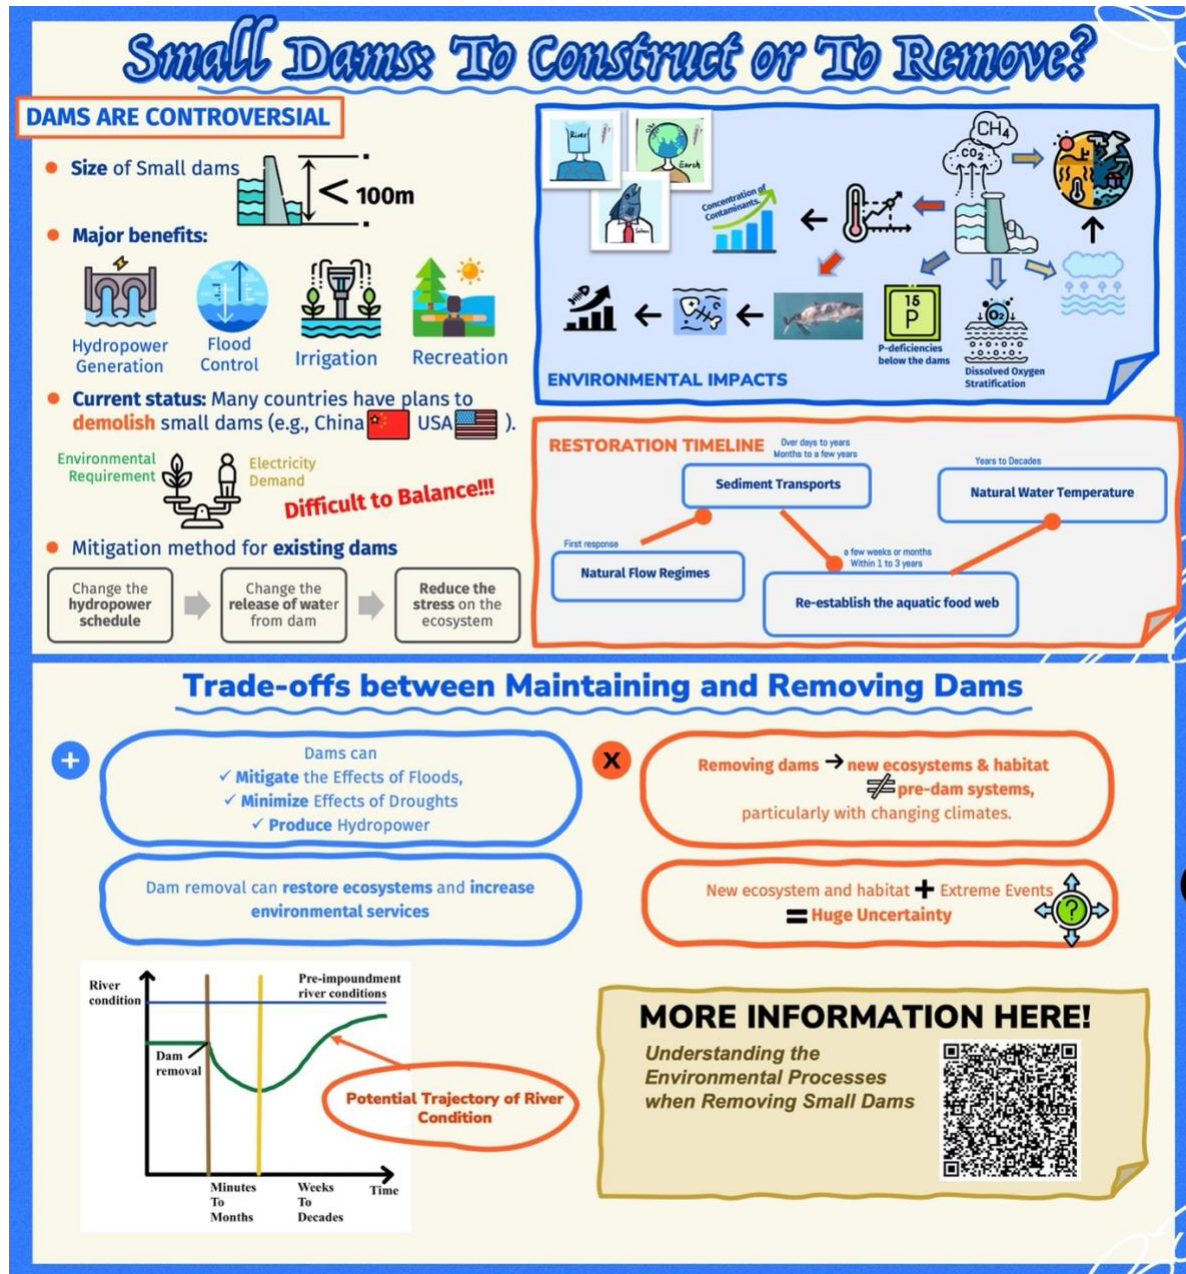 Small Dams: To Construct or To Remove?
DAMS ARE CONTROVERSIAL
Size of Small dams
< 100m
Major benefits:
Hydropower
Generation
Flood
Control
Irrigation
Recreation
Current status: Many countries have plans to
demolish small dams (e.g., China USA ).
Environmental
Requirement
Electricity
Demand
Difficult to Balance!!!
Mitigation method for existing dams
Change the
hydropower
schedule
Change the
release of water
from dam
Reduce the
stress on the
ecosystem
River
Earth
Salmon
Concentration of
Contaminants.
CH4
CO2
15
P
P-deficiencies
below the dams
O2
Dissolved Oxygen
Stratification
ENVIRONMENTAL IMPACTS
RESTORATION TIMELINE
Over days to years
Months to a few years
Sediment Transports
Years to Decades
Natural Water Temperature
First response
Natural Flow Regimes
a few weeks or months
Within 1 to 3 years
Re-establish the aquatic food web
Trade-offs between Maintaining and Removing Dams
+
Dams can
✓ Mitigate the Effects of Floods,
✓ Minimize Effects of Droughts
✓ Produce Hydropower
Dam removal can restore ecosystems and increase
environmental services
X
Removing dams → new ecosystems & habitat
≠ pre-dam systems,
particularly with changing climates.
New ecosystem and habitat + Extreme Events
= Huge Uncertainty
?
River
condition
Pre-impoundment
river conditions
Dam
removal
Potential Trajectory of River
Condition
Minutes
To
Months
Weeks
To
Decades
Time
MORE INFORMATION HERE!
Understanding the
Environmental Processes
when Removing Small Dams